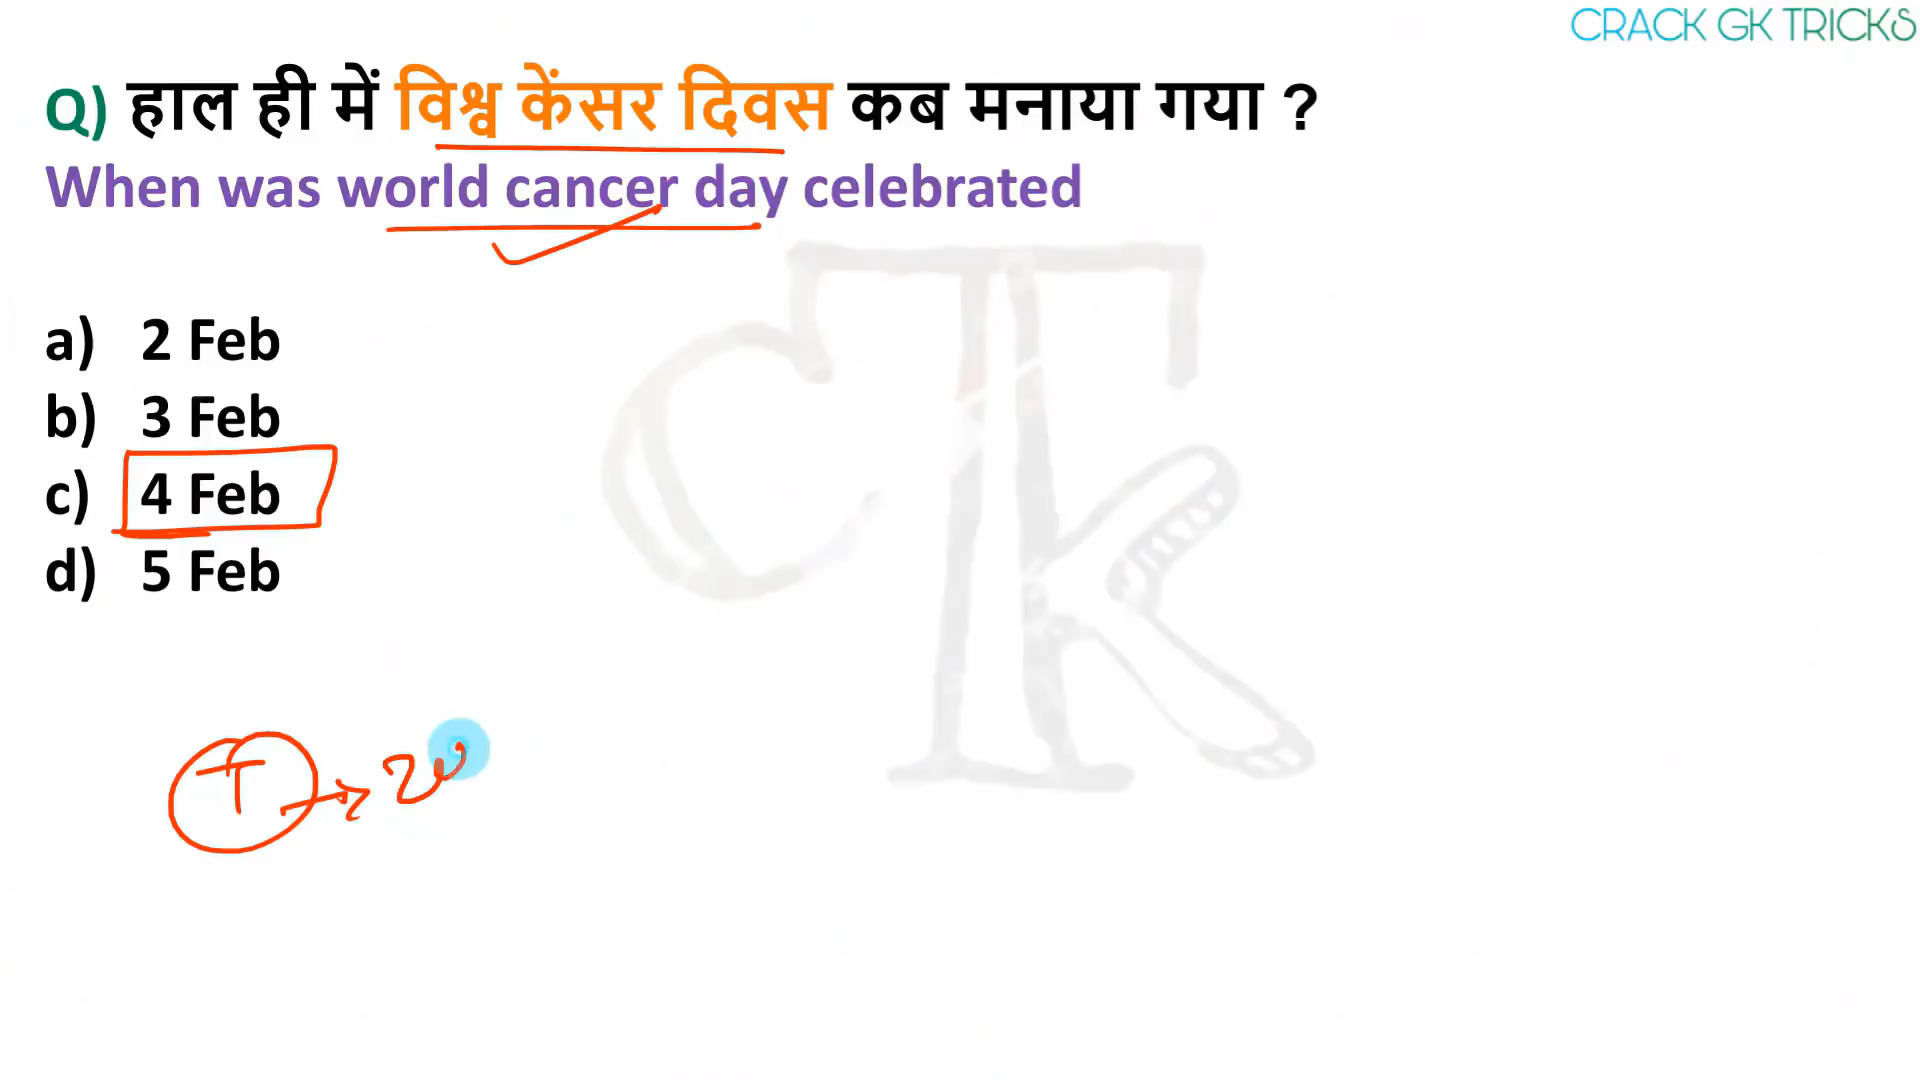 CRACK GK TRICKS
Q) हाल ही में विश्व केंसर दिवस कब मनाया गया ?
When was world cancer day celebrated
a) 2 Feb
b) 3 Feb
c) 4 Feb
d) 5 Feb
T → 20